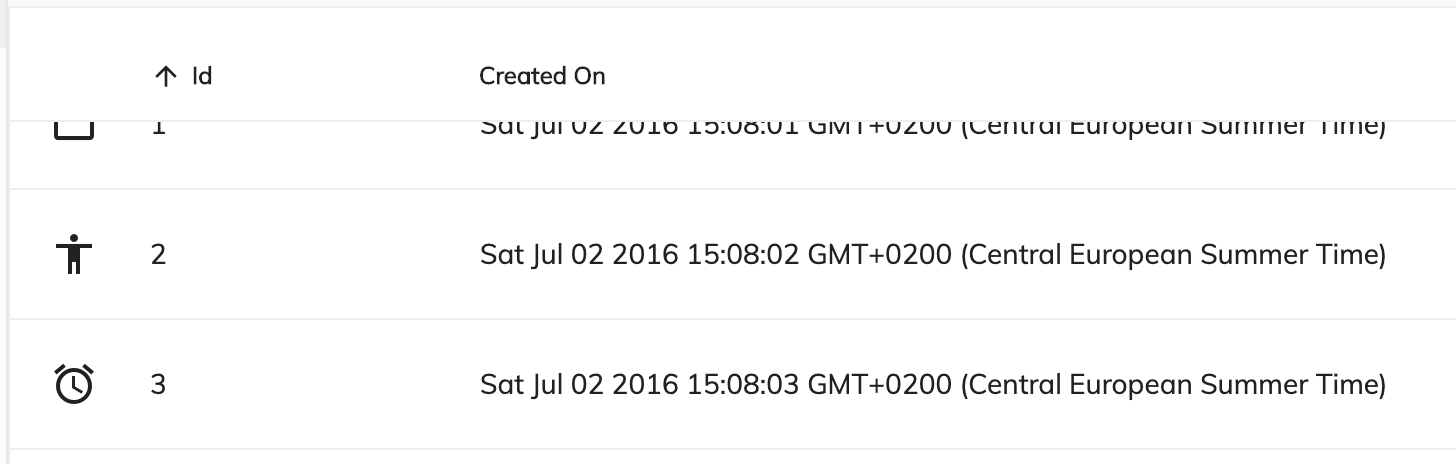 Id Created On
1 Sat Jul 02 2016 15:08:01 GMT+0200 (Central European Summer Time)
2 Sat Jul 02 2016 15:08:02 GMT+0200 (Central European Summer Time)
3 Sat Jul 02 2016 15:08:03 GMT+0200 (Central European Summer Time)